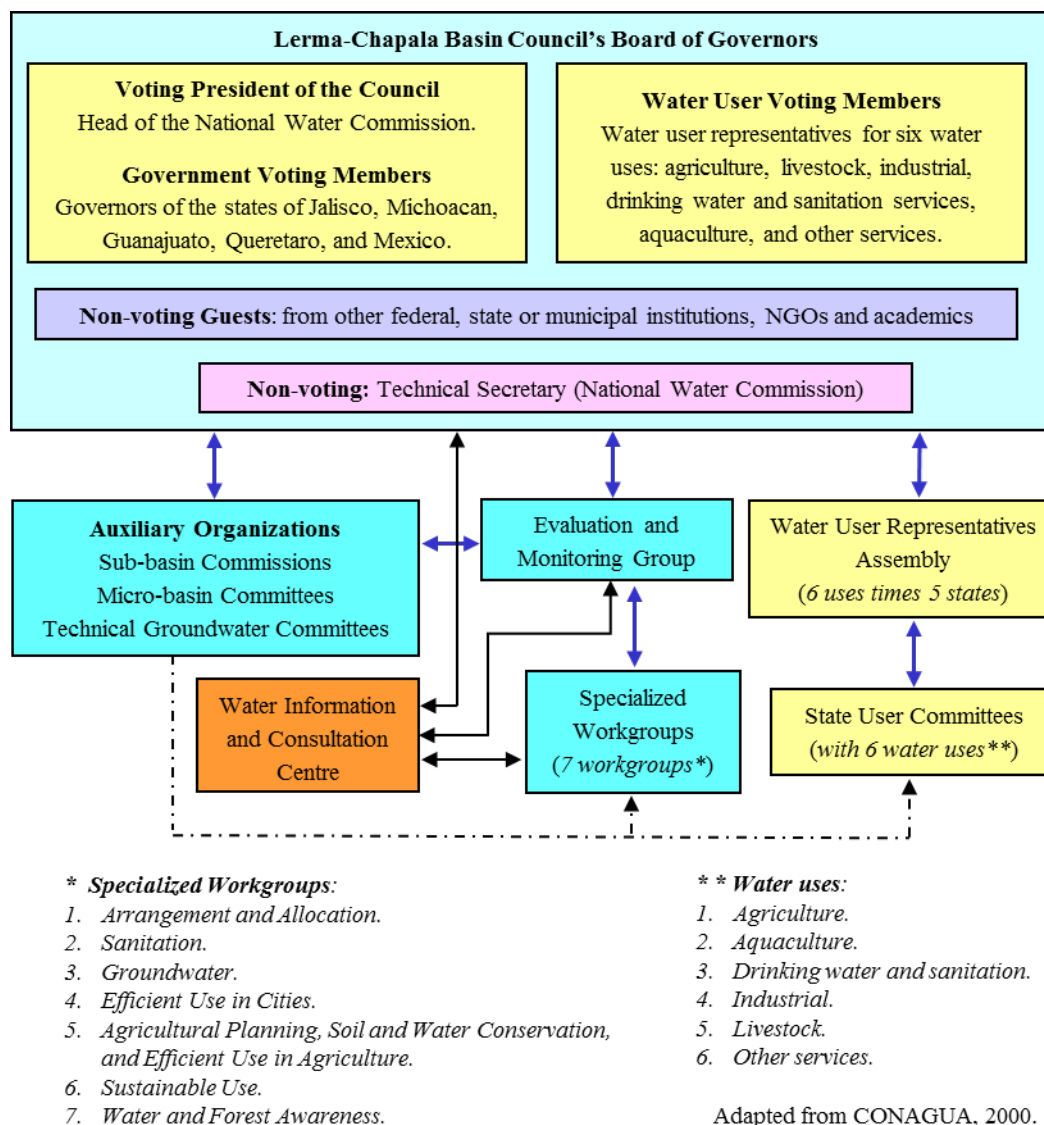 Lerma-Chapala Basin Council's Board of Governors
Voting President of the Council
Head of the National Water Commission.
Government Voting Members
Governors of the states of Jalisco, Michoacan,
Guanajuato, Queretaro, and Mexico.
Water User Voting Members
Water user representatives for six water
uses: agriculture, livestock, industrial,
drinking water and sanitation services,
aquaculture, and other services.
Non-voting Guests: from other federal, state or municipal institutions, NGOs and academics
Non-voting: Technical Secretary (National Water Commission)
Auxiliary Organizations
Sub-basin Commissions
Micro-basin Committees
Technical Groundwater Committees
Evaluation and
Monitoring Group
Water User Representatives
Assembly
(6 uses times 5 states)
Water Information
and Consultation
Centre
Specialized
Workgroups
(7 workgroups*)
State User Committees
(with 6 water uses**)
* Specialized Workgroups:
1. Arrangement and Allocation.
2. Sanitation.
3. Groundwater.
4. Efficient Use in Cities.
5. Agricultural Planning, Soil and Water Conservation,
and Efficient Use in Agriculture.
6. Sustainable Use.
7. Water and Forest Awareness.
* * Water uses:
1. Agriculture.
2. Aquaculture.
3. Drinking water and sanitation.
4. Industrial.
5. Livestock.
6. Other services.
Adapted from CONAGUA, 2000.